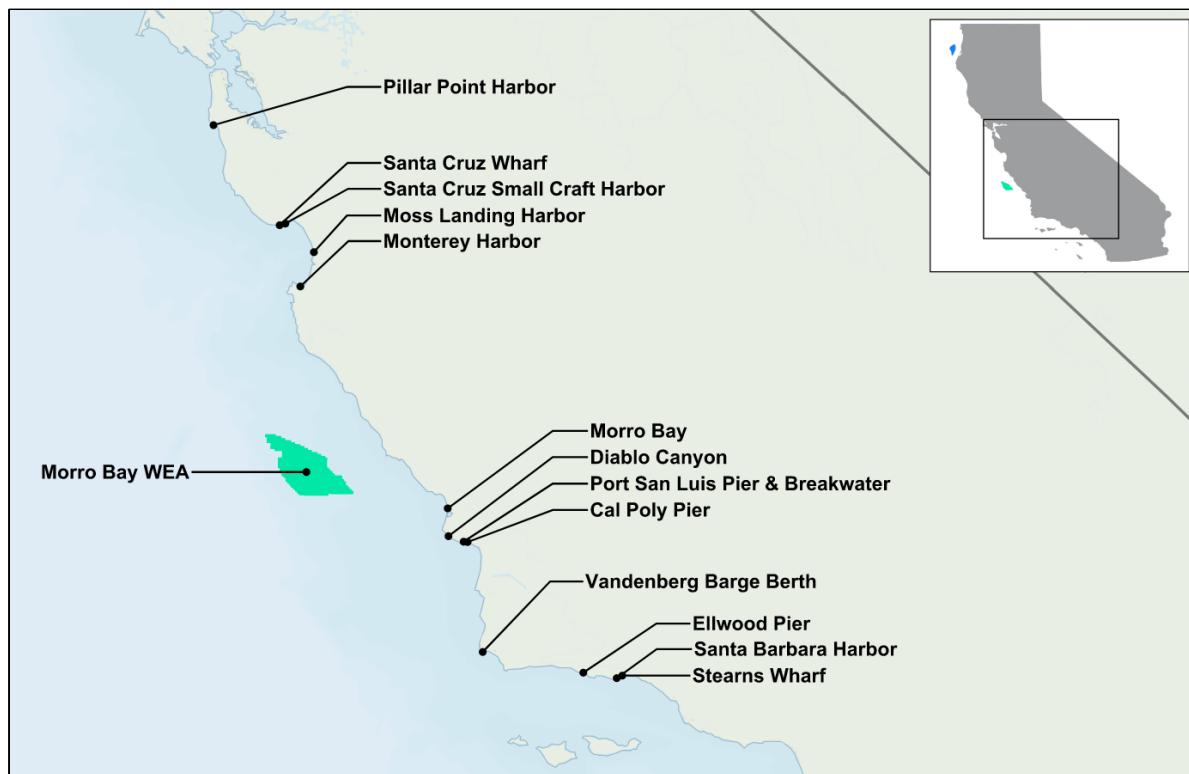 Pillar Point Harbor
Santa Cruz Wharf
Santa Cruz Small Craft Harbor
Moss Landing Harbor
Monterey Harbor
Morro Bay
Diablo Canyon
Morro Bay WEA
Port San Luis Pier & Breakwater
Cal Poly Pier
Vandenberg Barge Berth
Ellwood Pier
Santa Barbara Harbor
Stearns Wharf